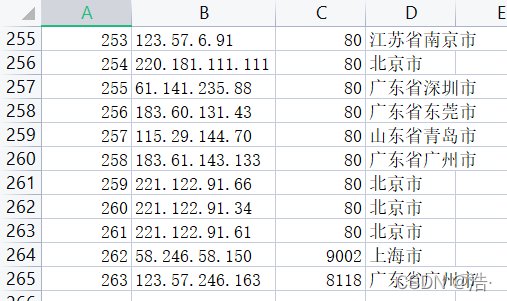 A B C D E
255 253 123.57.6.91 80 江苏省南京市
256 254 220.181.111.111 80 北京市
257 255 61.141.235.88 80 广东省深圳市
258 256 183.60.131.43 80 广东省东莞市
259 257 115.29.144.70 80 山东省青岛市
260 258 183.61.143.133 80 广东省广州市
261 259 221.122.91.66 80 北京市
262 260 221.122.91.34 80 北京市
263 261 221.122.91.61 80 北京市
264 262 58.246.58.150 9002 上海市
265 263 123.57.246.163 8118 广东省广州市
CSDN @浩·